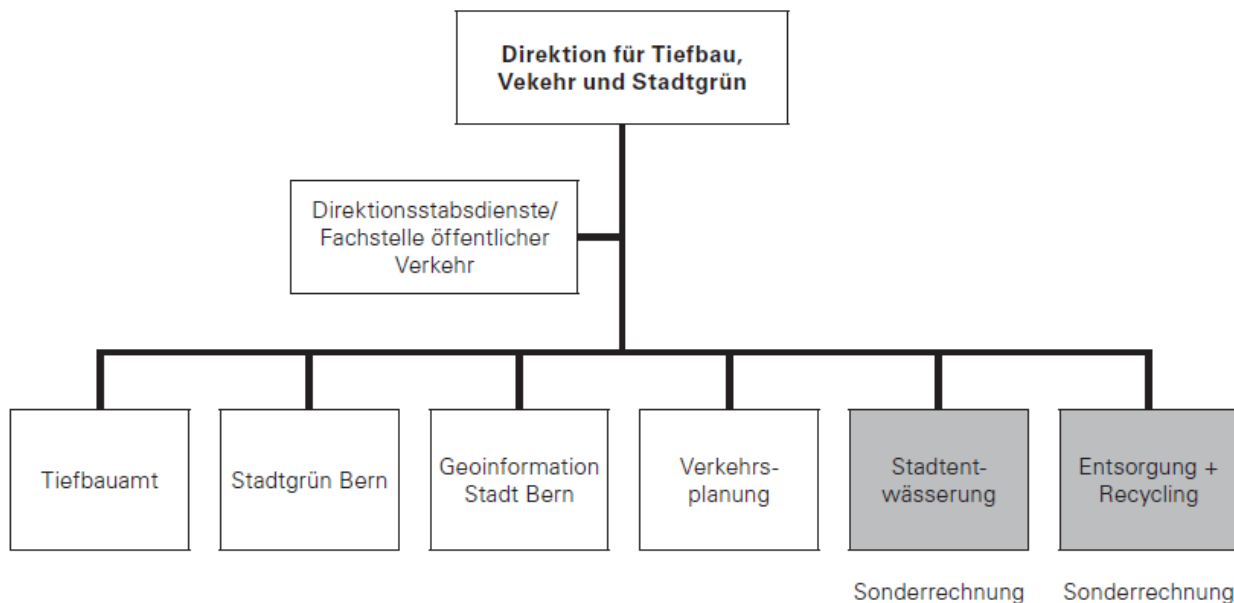 Direktion für Tiefbau,
Vekehr und Stadtgrün
Direktionsstabsdienste/
Fachstelle öffentlicher
Verkehr
Tiefbauamt
Stadtgrün Bern
Geoinformation
Stadt Bern
Verkehrs-
planung
Stadtent-
wässerung
Entsorgung +
Recycling
Sonderrechnung
Sonderrechnung